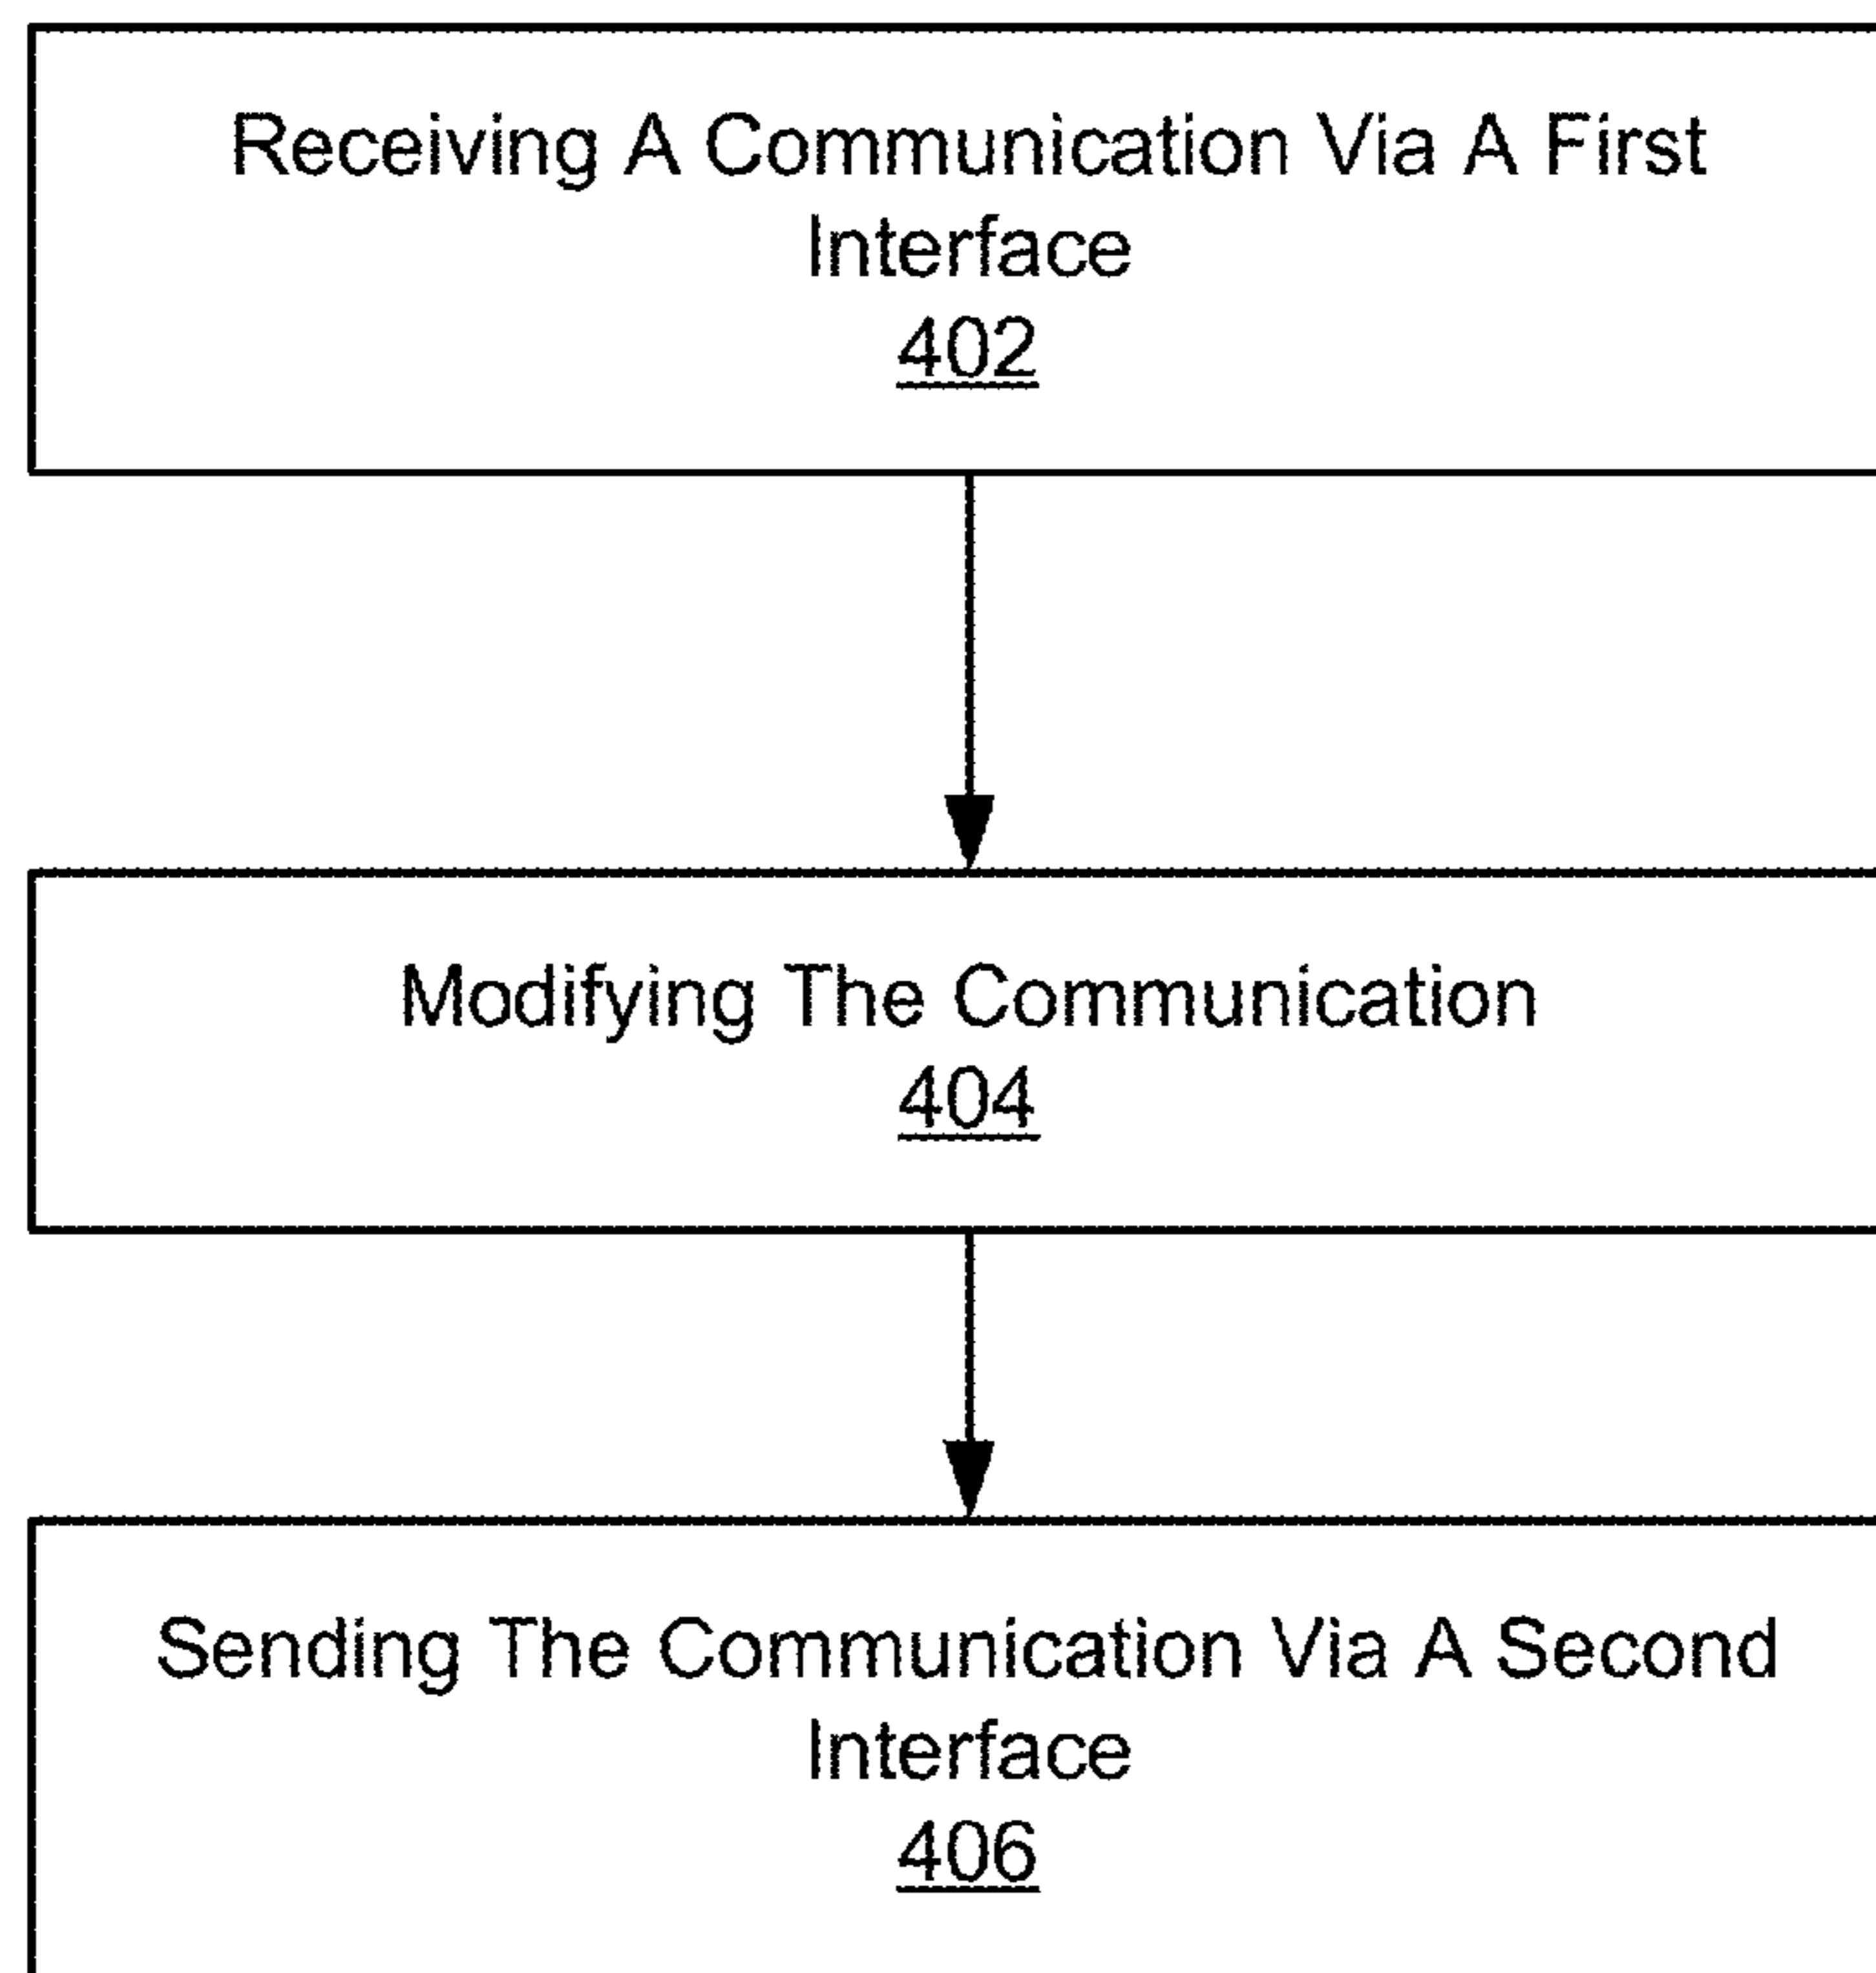 Receiving A Communication Via A First
Interface
402
Modifying The Communication
404
Sending The Communication Via A Second
Interface
406